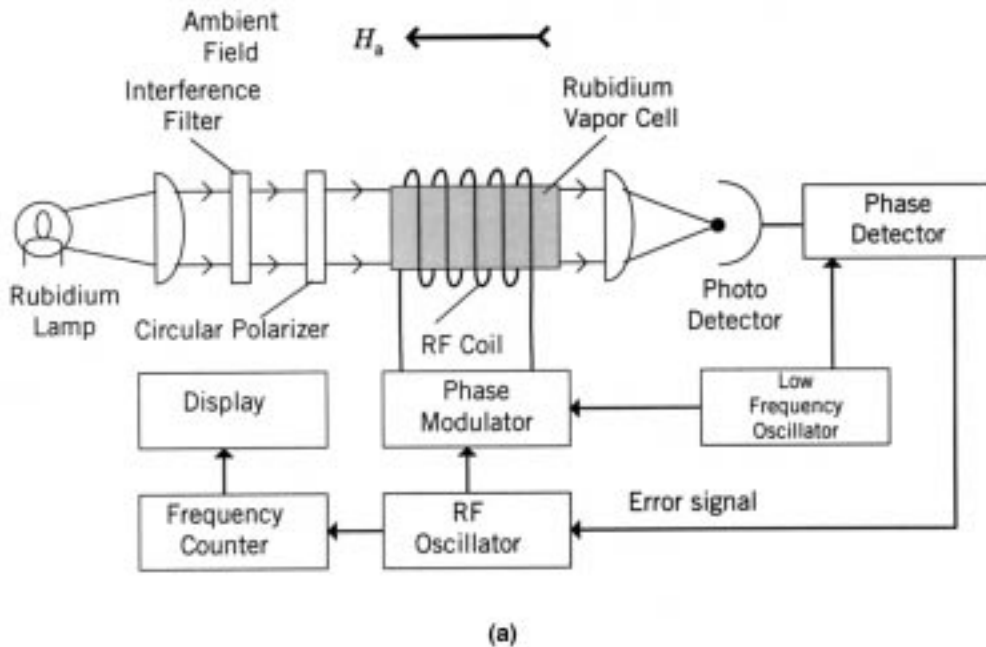 Ambient
Field
Hₐ
Interference
Filter
Rubidium
Vapor Cell
Phase
Detector
Rubidium
Lamp
Circular Polarizer
RF Coil
Photo
Detector
Display
Phase
Modulator
Low
Frequency
Oscillator
Frequency
Counter
RF
Oscillator
Error signal
(a)